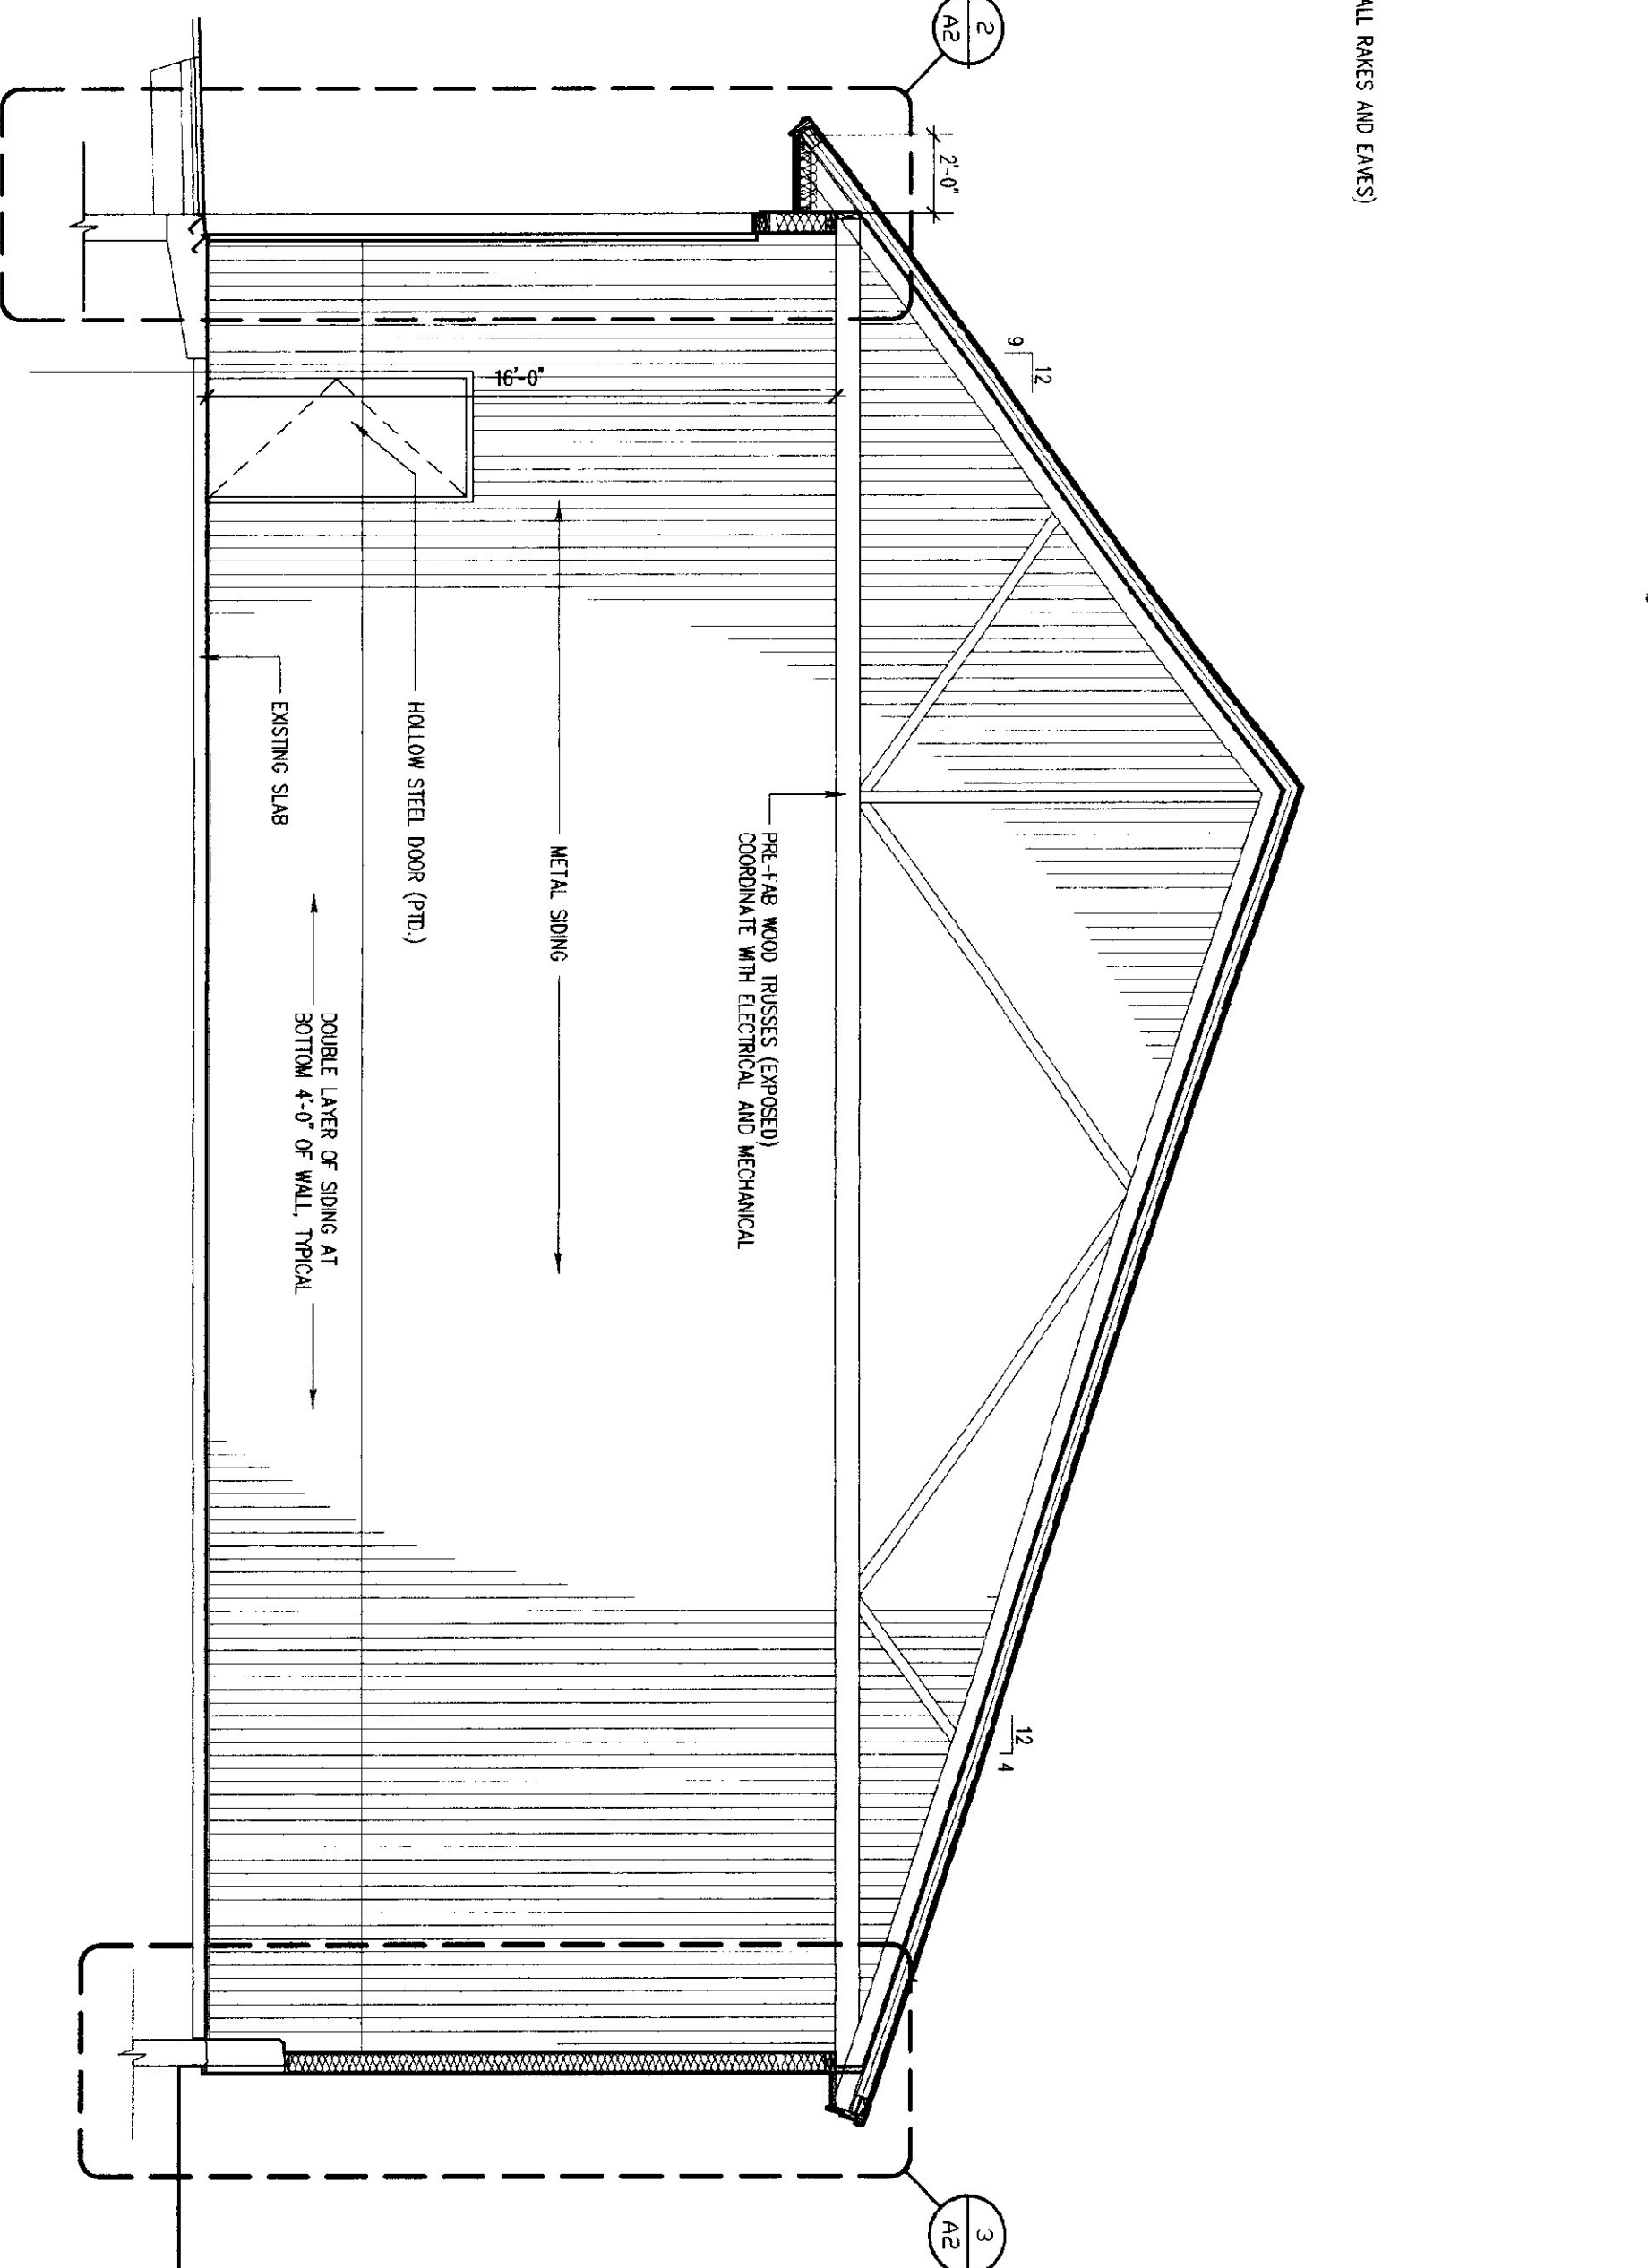 ALL RAKES AND EAVES)
2
A2
2'-0"
9
12
16'-0"
12
4
PRE-FAB WOOD TRUSSES (EXPOSED)
COORDINATE WITH ELECTRICAL AND MECHANICAL
METAL SIDING
HOLLOW STEEL DOOR (PTD.)
DOUBLE LAYER OF SIDING AT
BOTTOM 4'-0" OF WALL, TYPICAL
EXISTING SLAB
3
A2